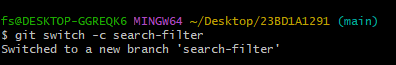 fs@DESKTOP-GGREQK6 MINGW64 ~/Desktop/23BD1A1291 (main)
$ git switch -c search-filter
Switched to a new branch 'search-filter'